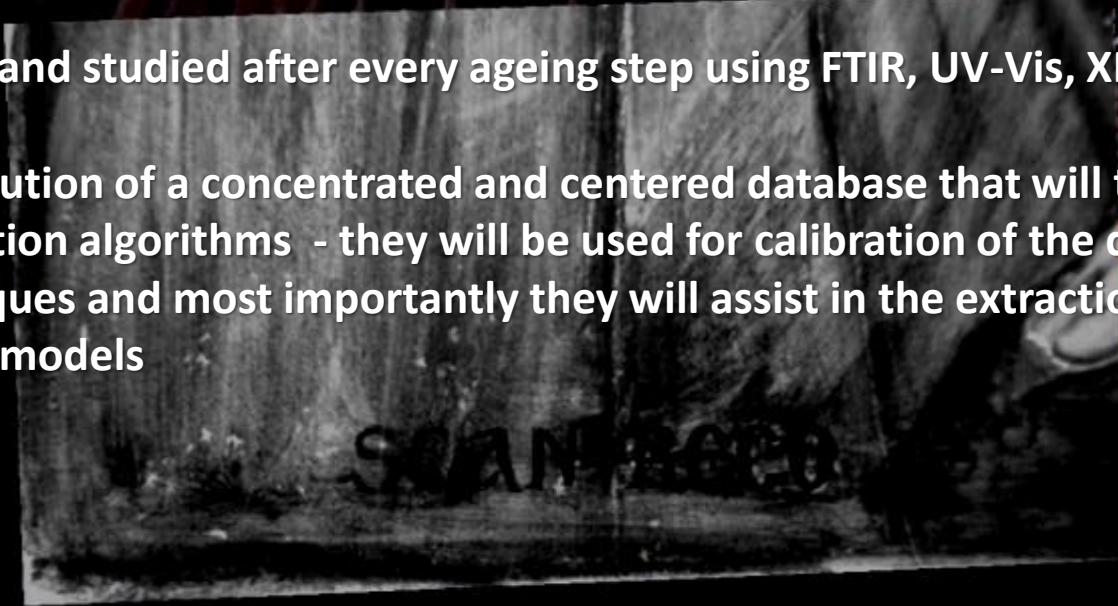 and studied after every ageing step using FTIR, UV-Vis, X
ution of a concentrated and centered database that will
tion algorithms - they will be used for calibration of the
ques and most importantly they will assist in the extractio
models